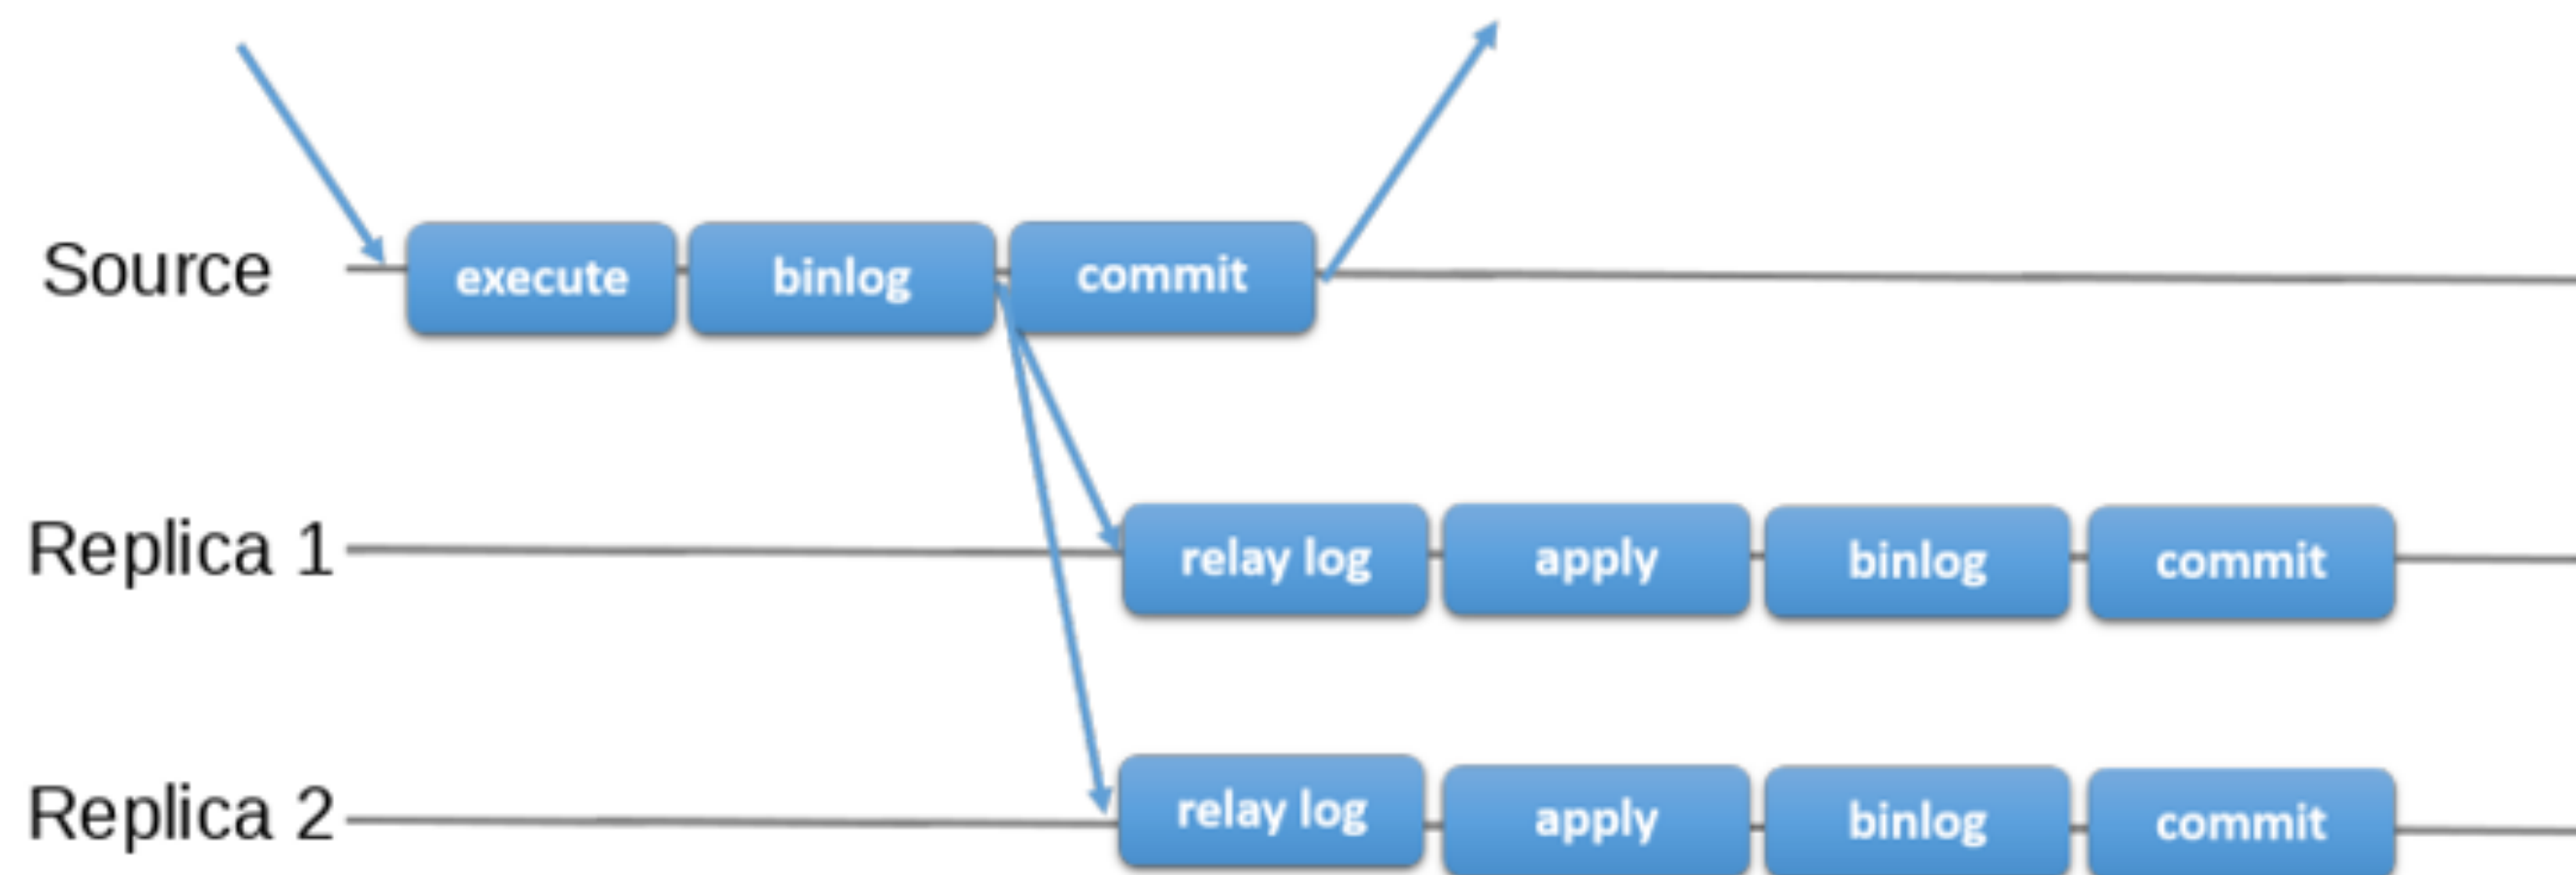 Source execute binlog commit
Replica 1 relay log apply binlog commit
Replica 2 relay log apply binlog commit